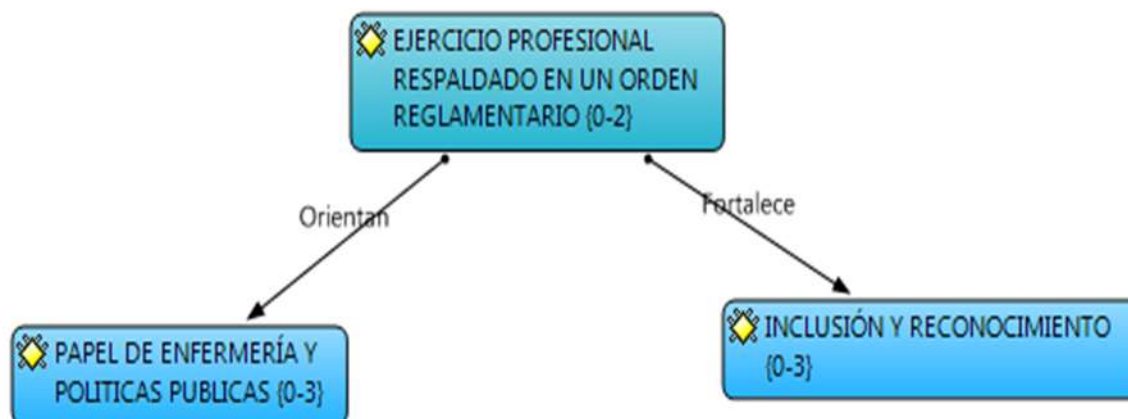 EJERCICIO PROFESIONAL
RESPALDADO EN UN ORDEN
REGLAMENTARIO {0-2}
Orientan
Fortalece
PAPEL DE ENFERMERÍA Y
POLITICAS PUBLICAS {0-3}
INCLUSIÓN Y RECONOCIMIENTO
{0-3}